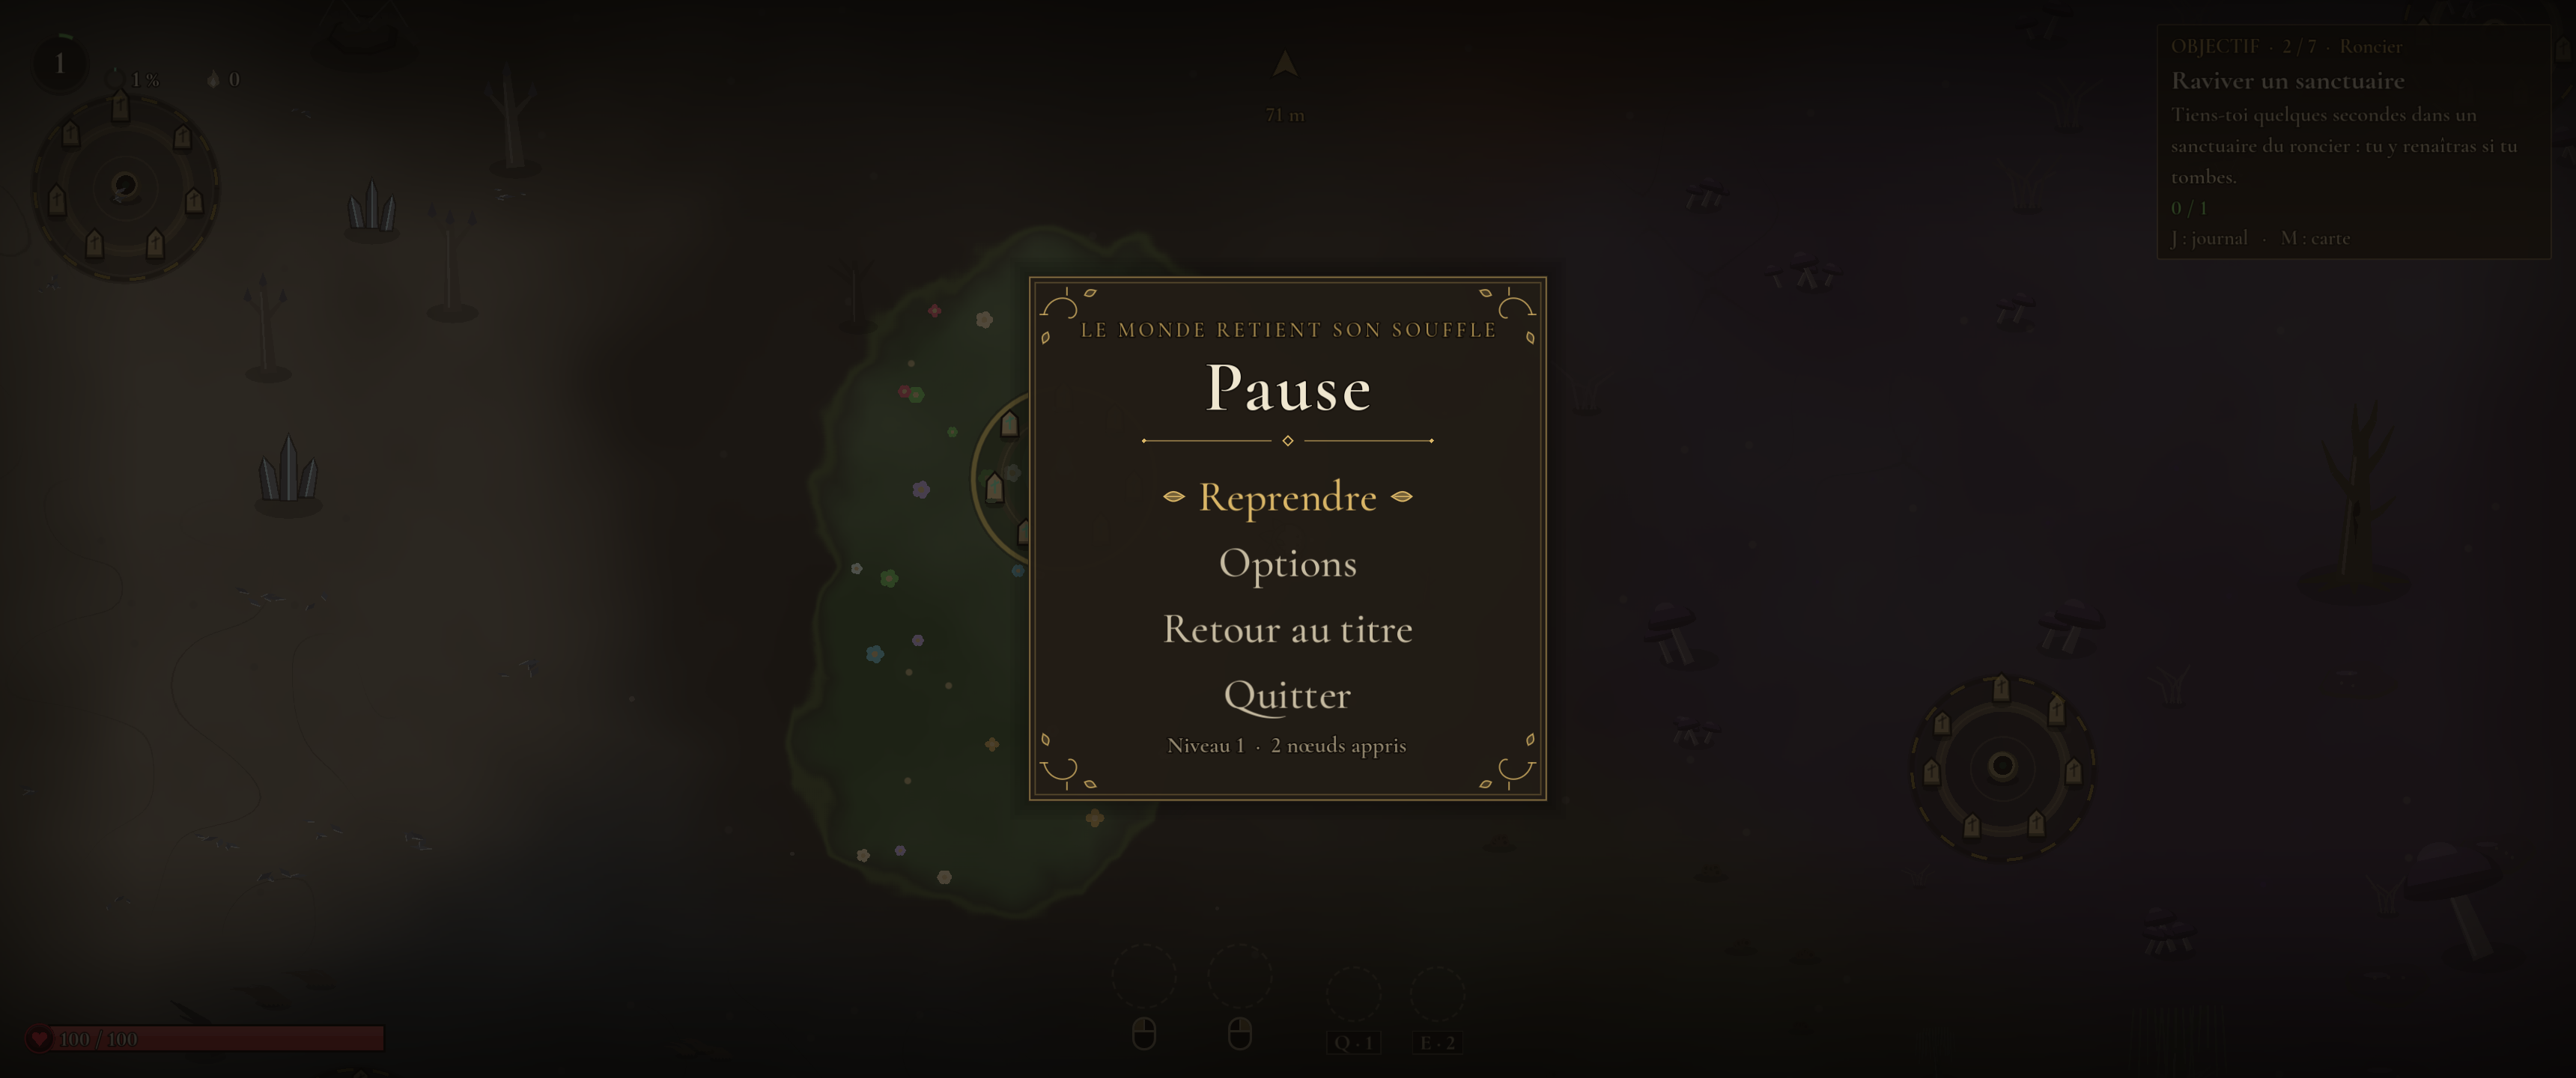 1
1 %
0
71 m
OBJECTIF · 2 / 7 · Roncier
Raviver un sanctuaire
Tiens-toi quelques secondes dans un
sanctuaire du roncier : tu y renaitras si tu
tombes.
0 / 1
J : journal · M : carte
LE MONDE RETIENT SON SOUFFLE
Pause
Reprendre
Options
Retour au titre
Quitter
Niveau 1 · 2 nœuds appris
100 / 100
Q · 1
E · 2